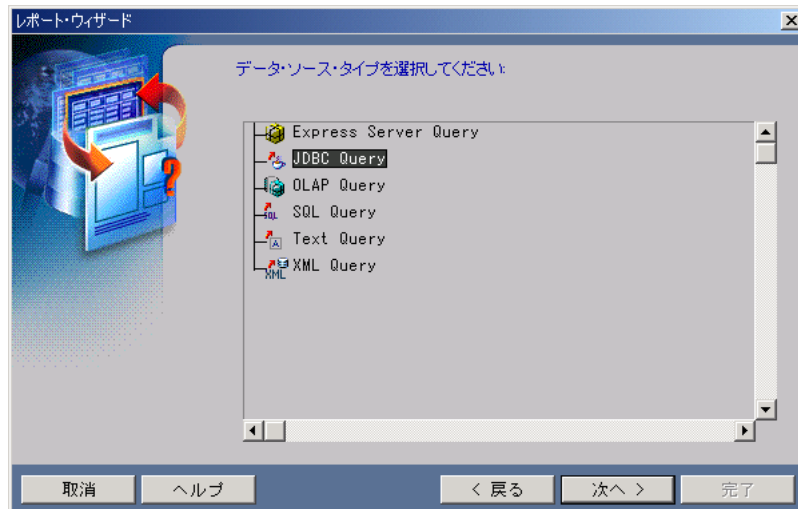 レポート・ウィザード
データ・ソース・タイプを選択してください:
Express Server Query
JDBC Query
OLAP Query
SQL SQL Query
A Text Query
XML XML Query
?
取消
ヘルプ
< 戻る
次へ >
完了